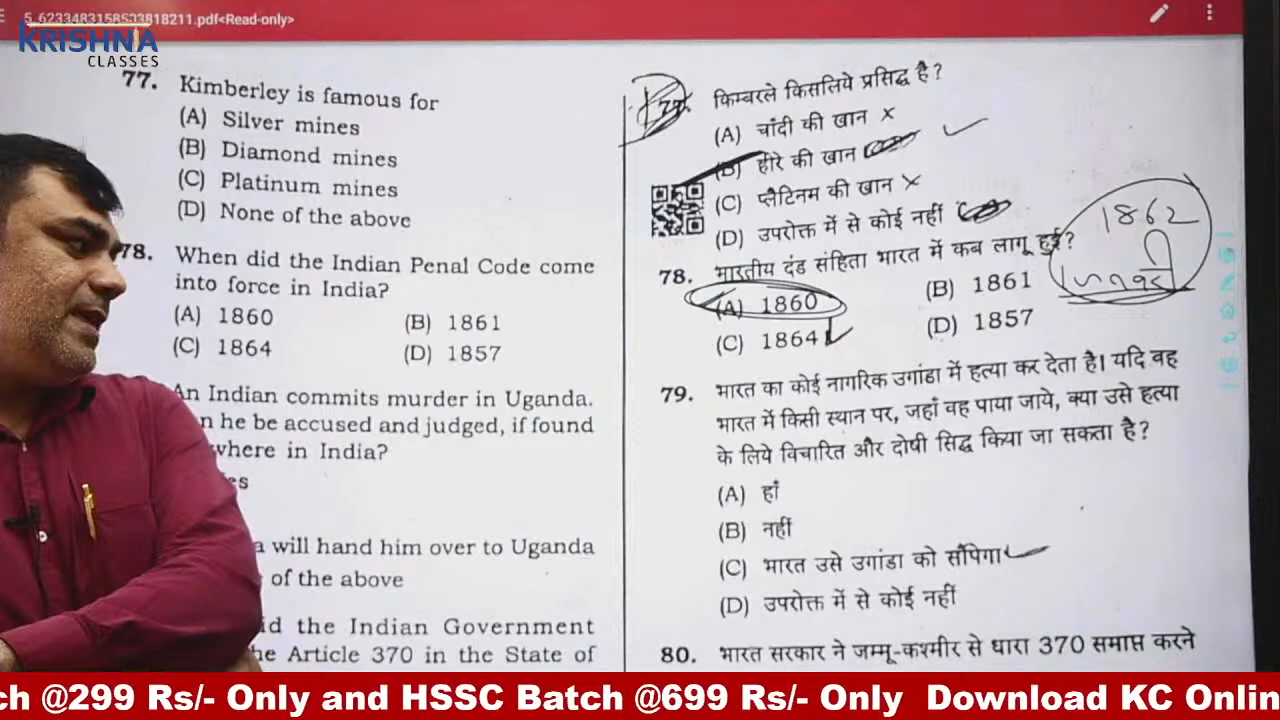 5_6233483158533818211.pdf<Read-only>
KRISHNA
CLASSES
77. Kimberley is famous for
(A) Silver mines
(B) Diamond mines
(C) Platinum mines
(D) None of the above
78. When did the Indian Penal Code come
into force in India?
(A) 1860 (B) 1861
(C) 1864 (D) 1857
An Indian commits murder in Uganda.
n he be accused and judged, if found
where in India?
es
a will hand him over to Uganda
of the above
id the Indian Government
he Article 370 in the State of
77. किम्बरले किसलिये प्रसिद्ध है?
(A) चाँदी की खान
(B) हीरे की खान
(C) प्लैटिनम की खान
(D) उपरोक्त में से कोई नहीं
1862
78. भारतीय दंड संहिता भारत में कब लागू हुई?
(A) 1860 (B) 1861
(C) 1864 (D) 1857
79. भारत का कोई नागरिक उगांडा में हत्या कर देता है। यदि वह
भारत में किसी स्थान पर, जहाँ वह पाया जाये, क्या उसे हत्या
के लिये विचारित और दोषी सिद्ध किया जा सकता है?
(A) हाँ
(B) नहीं
(C) भारत उसे उगांडा को सौंपेगा
(D) उपरोक्त में से कोई नहीं
80. भारत सरकार ने जम्मू-कश्मीर से धारा 370 समाप्त करने
ch @299 Rs/- Only and HSSC Batch @699 Rs/- Only Download KC Onlin